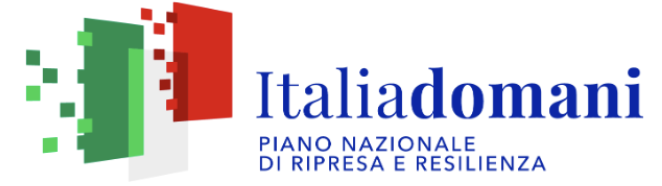 Italiadomani
PIANO NAZIONALE
DI RIPRESA E RESILIENZA